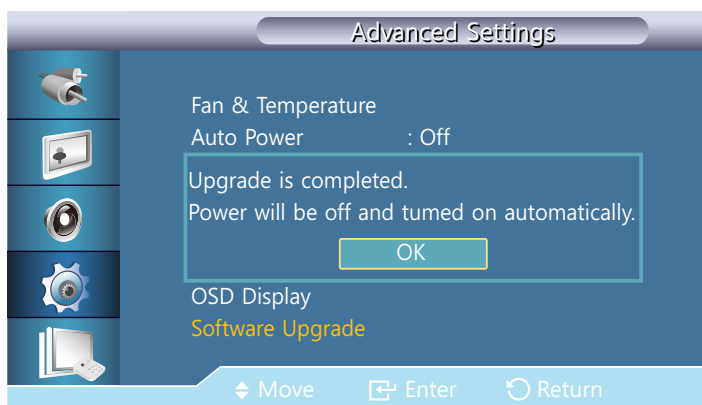 Advanced Settings
Fan & Temperature
Auto Power : Off
Upgrade is completed.
Power will be off and tumed on automatically.
OK
OSD Display
Software Upgrade
Move Enter Return